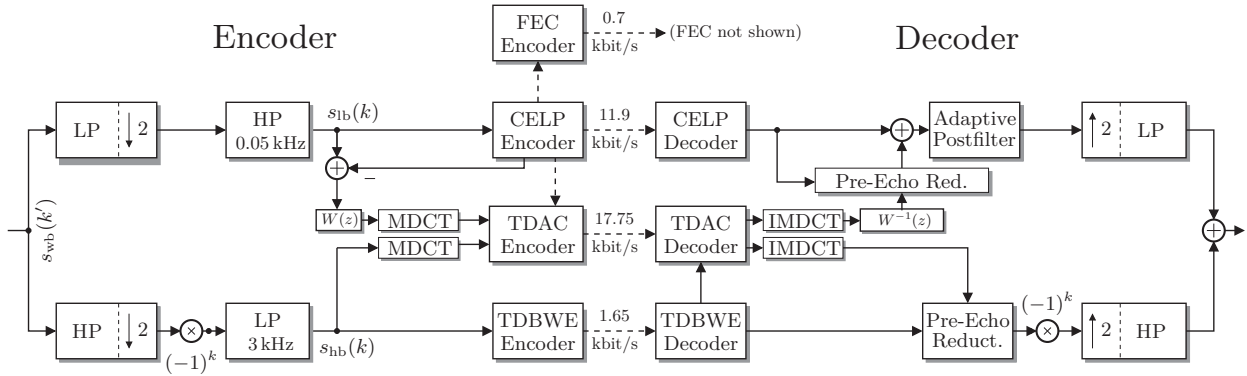 Encoder
Decoder
FEC
Encoder
0.7
kbit/s
(FEC not shown)
LP
2
HP
0.05 kHz
s_lb(k)
CELP
Encoder
11.9
kbit/s
CELP
Decoder
+
Adaptive
Postfilter
2
LP
+
−
Pre-Echo Red.
s_wb(k′)
W(z)
MDCT
TDAC
Encoder
17.75
kbit/s
TDAC
Decoder
IMDCT
W⁻¹(z)
MDCT
IMDCT
+
HP
2
×
(−1)^k
LP
3 kHz
s_hb(k)
TDBWE
Encoder
1.65
kbit/s
TDBWE
Decoder
Pre-Echo
Reduct.
(−1)^k
×
2
HP